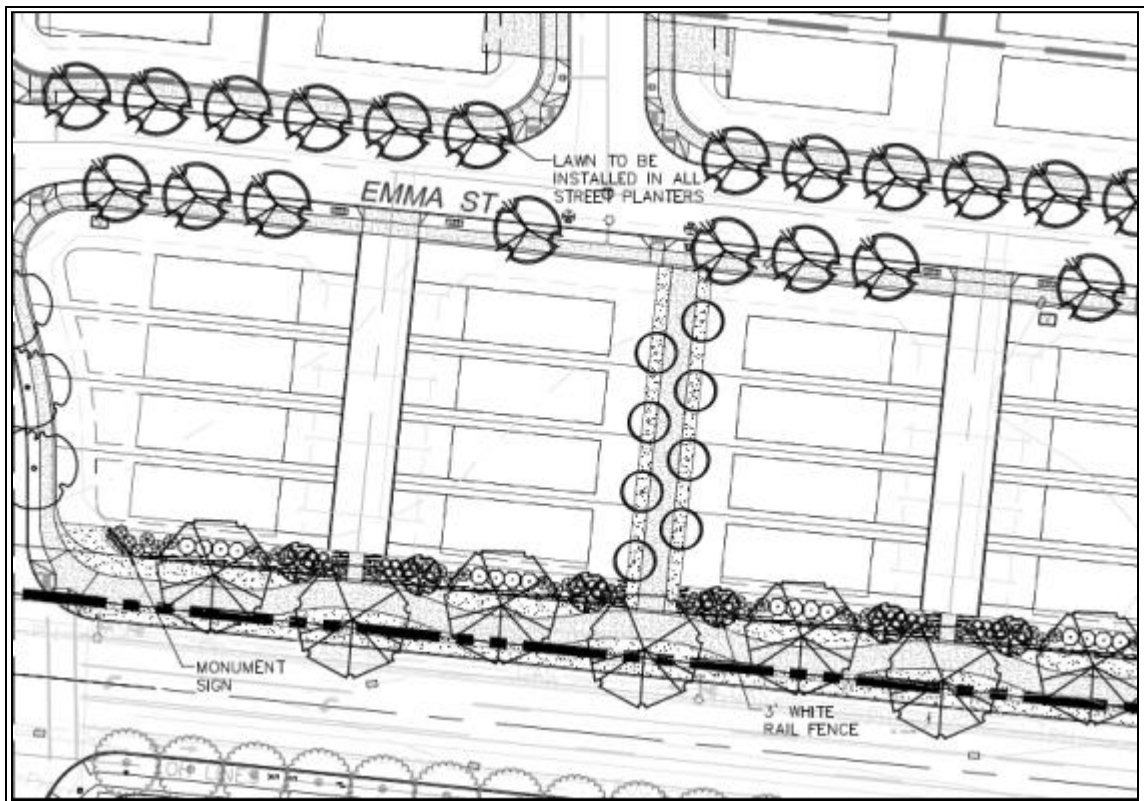 LAWN TO BE
INSTALLED IN ALL
STREET PLANTERS
EMMA ST
MONUMENT
SIGN
3' WHITE
RAIL FENCE